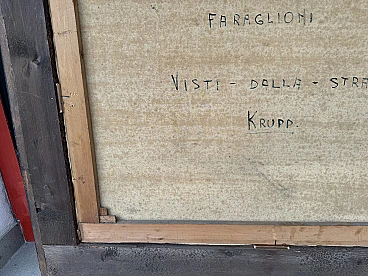 FARAGLIONI
VISTI - DALLA - STRA
KRUPP.